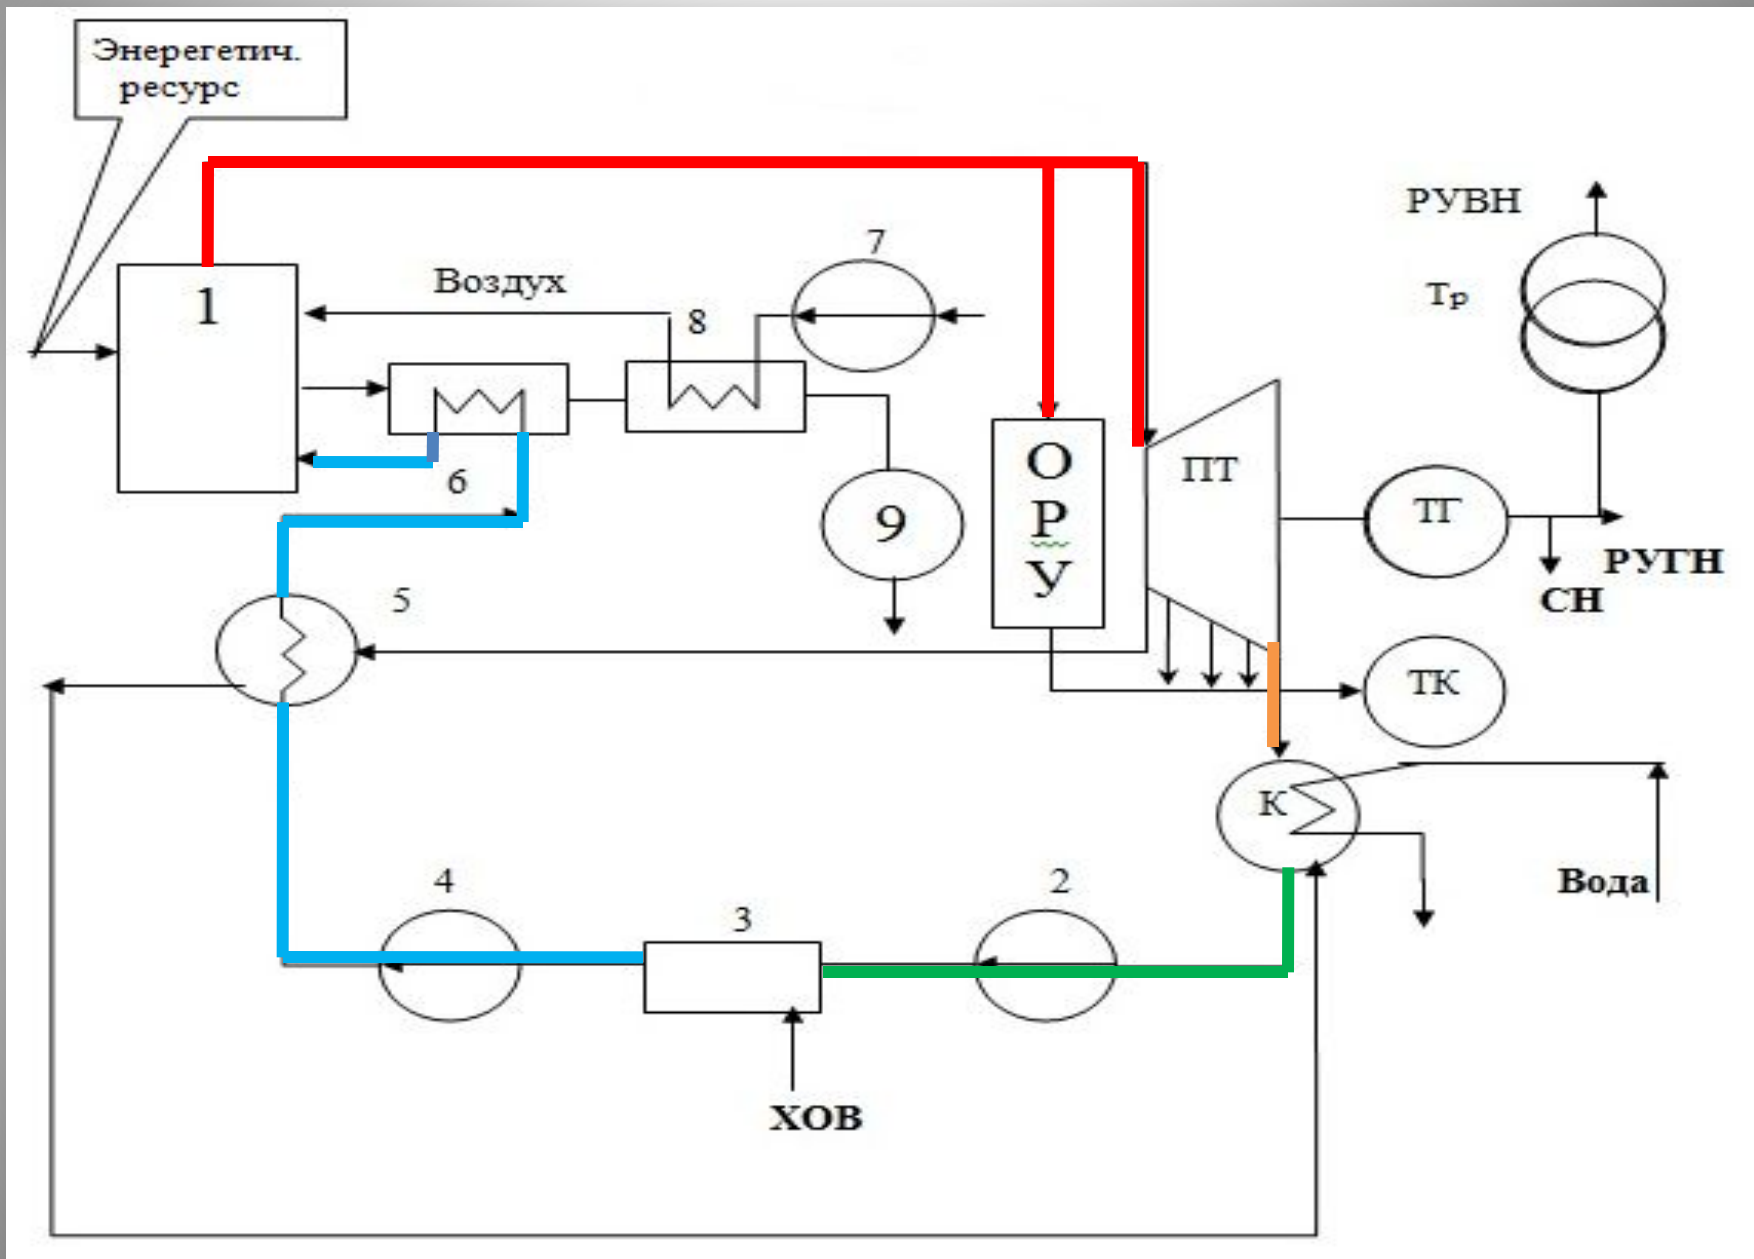 Энерегетич.
ресурс
РУВН
7
Воздух
8
1
Тр
О
Р
У
ПТ
6
9
ТГ
РУГН
СН
5
ТК
К
4
2
Вода
3
ХОВ